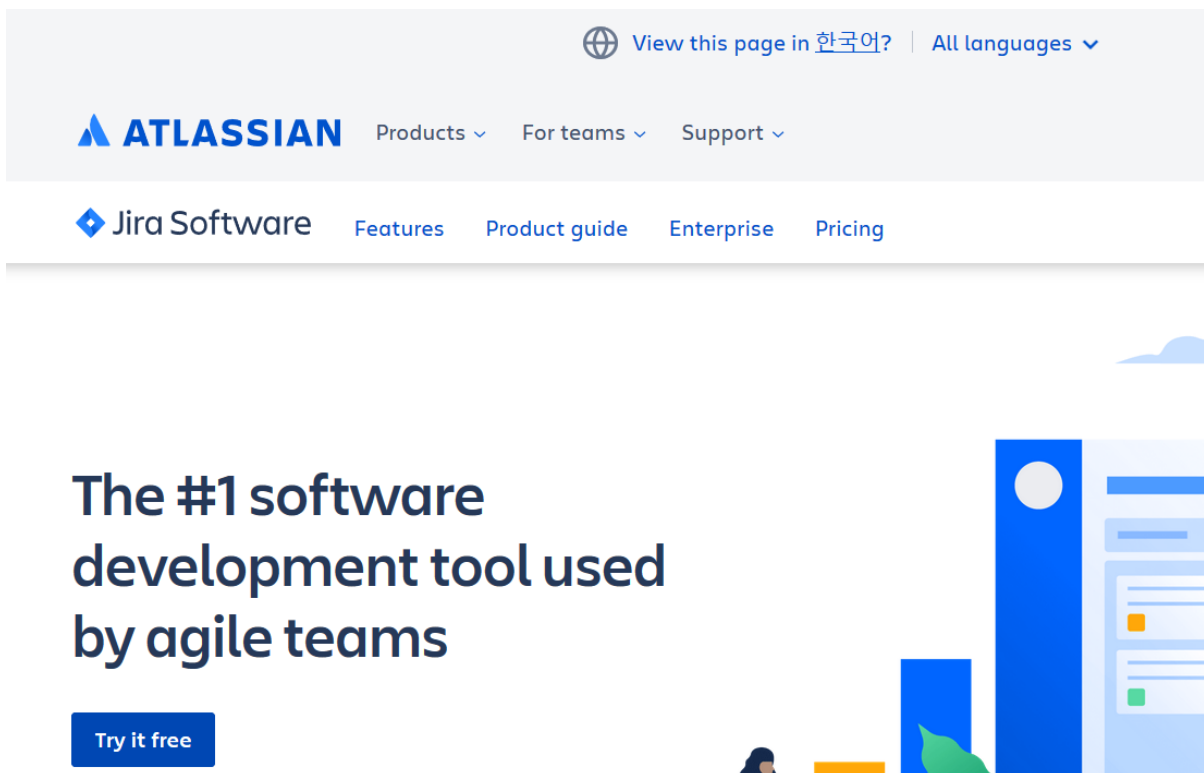 View this page in 한국어? All languages
ATLASSIAN Products For teams Support
Jira Software Features Product guide Enterprise Pricing
The #1 software
development tool used
by agile teams
Try it free